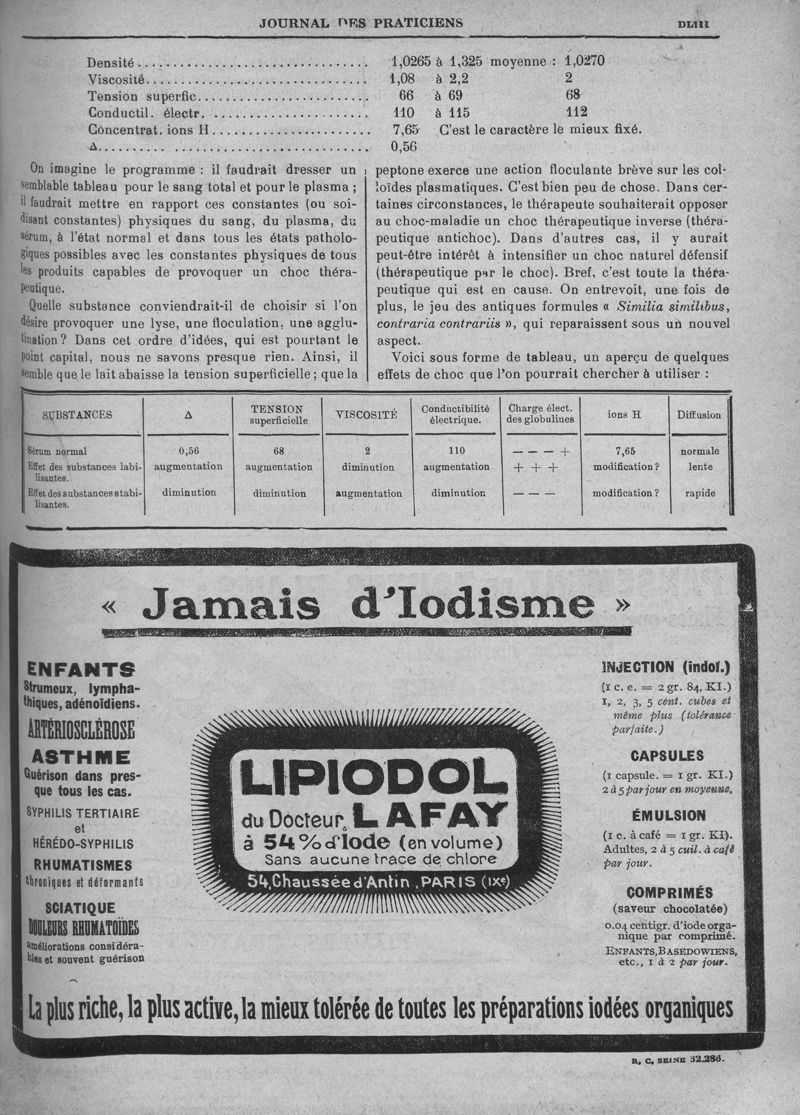 JOURNAL DES PRATICIENS
DLIII
Densité ................................ 1,0265 à 1,325 moyenne : 1,0270
Viscosité................................ 1,08 à 2,2 2
Tension superfic........................ 66 à 69 68
Conductil. électr. ...................... 110 à 115 112
Concentrat. ions H...................... 7,65 C'est le caractère le mieux fixé.
Δ........................................ 0,56
On imagine le programme : il faudrait dresser un
semblable tableau pour le sang total et pour le plasma ;
il faudrait mettre en rapport ces constantes (ou soi-
disant constantes) physiques du sang, du plasma, du
sérum, à l'état normal et dans tous les états patholo-
giques possibles avec les constantes physiques de tous
les produits capables de provoquer un choc théra-
peutique.
Quelle substance conviendrait-il de choisir si l'on
désire provoquer une lyse, une floculation, une agglu-
tination ? Dans cet ordre d'idées, qui est pourtant le
point capital, nous ne savons presque rien. Ainsi, il
semble que le lait abaisse la tension superficielle ; que la
peptone exerce une action floculante brève sur les col-
loïdes plasmatiques. C'est bien peu de chose. Dans cer-
taines circonstances, le thérapeute souhaiterait opposer
au choc-maladie un choc thérapeutique inverse (théra-
peutique antichoc). Dans d'autres cas, il y aurait
peut-être intérêt à intensifier un choc naturel défensif
(thérapeutique par le choc). Bref, c'est toute la théra-
peutique qui est en cause. On entrevoit, une fois de
plus, le jeu des antiques formules « Similia similibus,
contraria contrariis », qui reparaissent sous un nouvel
aspect.
Voici sous forme de tableau, un aperçu de quelques
effets de choc que l'on pourrait chercher à utiliser :
SUBSTANCES Δ TENSION superficielle VISCOSITÉ Conductibilité électrique. Charge élect. des globulines ions H Diffusion
Sérum normal 0,56 68 2 110 — — — + 7,65 normale
Effet des substances labi- augmentation augmentation diminution augmentation + + + modification ? lente
lisantes.
Effet des substances stabi- diminution diminution augmentation diminution — — — modification ? rapide
lisantes.
« Jamais d'Iodisme »
ENFANTS
Strumeux, lympha-
thiques, adénoïdiens.
ARTÉRIOSCLÉROSE
ASTHME
Guérison dans pres-
que tous les cas.
SYPHILIS TERTIAIRE
et
HÉRÉDO-SYPHILIS
RHUMATISMES
Chroniques et déformants
SCIATIQUE
DOULEURS RHUMATOÏDES
améliorations considéra-
bles et souvent guérison
LIPIODOL
du Docteur LAFAY
à 54 % d'Iode (en volume)
Sans aucune trace de chlore
54, Chaussée d'Antin, PARIS (IXe)
INJECTION (indol.)
(1 c. c. = 2 gr. 84, KI.)
1, 2, 3, 5 cent. cubes et
même plus (tolérance
parfaite.)
CAPSULES
(1 capsule. = 1 gr. KI.)
2 à 5 par jour en moyenne.
ÉMULSION
(1 c. à café = 1 gr. KI).
Adultes, 2 à 5 cuil. à café
par jour.
COMPRIMÉS
(saveur chocolatée)
0.04 centigr. d'iode orga-
nique par comprimé.
ENFANTS, BASEDOWIENS,
etc., 1 à 2 par jour.
La plus riche, la plus active, la mieux tolérée de toutes les préparations iodées organiques
R. C. SEINE 32.286.